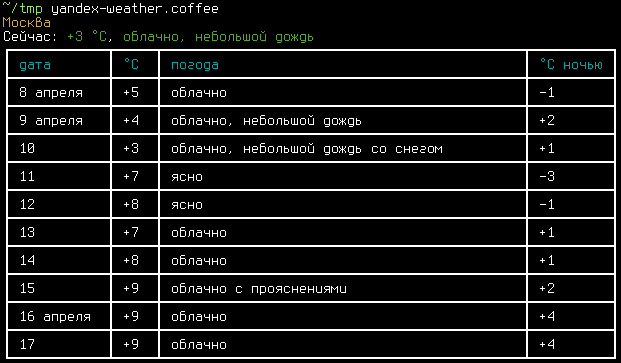 ~/tmp yandex-weather.coffee
Москва
Сейчас: +3 °C, облачно, небольшой дождь
дата °C погода °C ночью
8 апреля +5 облачно -1
9 апреля +4 облачно, небольшой дождь +2
10 +3 облачно, небольшой дождь со снегом +1
11 +7 ясно -3
12 +8 ясно -1
13 +7 облачно +1
14 +8 облачно +1
15 +9 облачно с прояснениями +2
16 апреля +9 облачно +4
17 +9 облачно +4